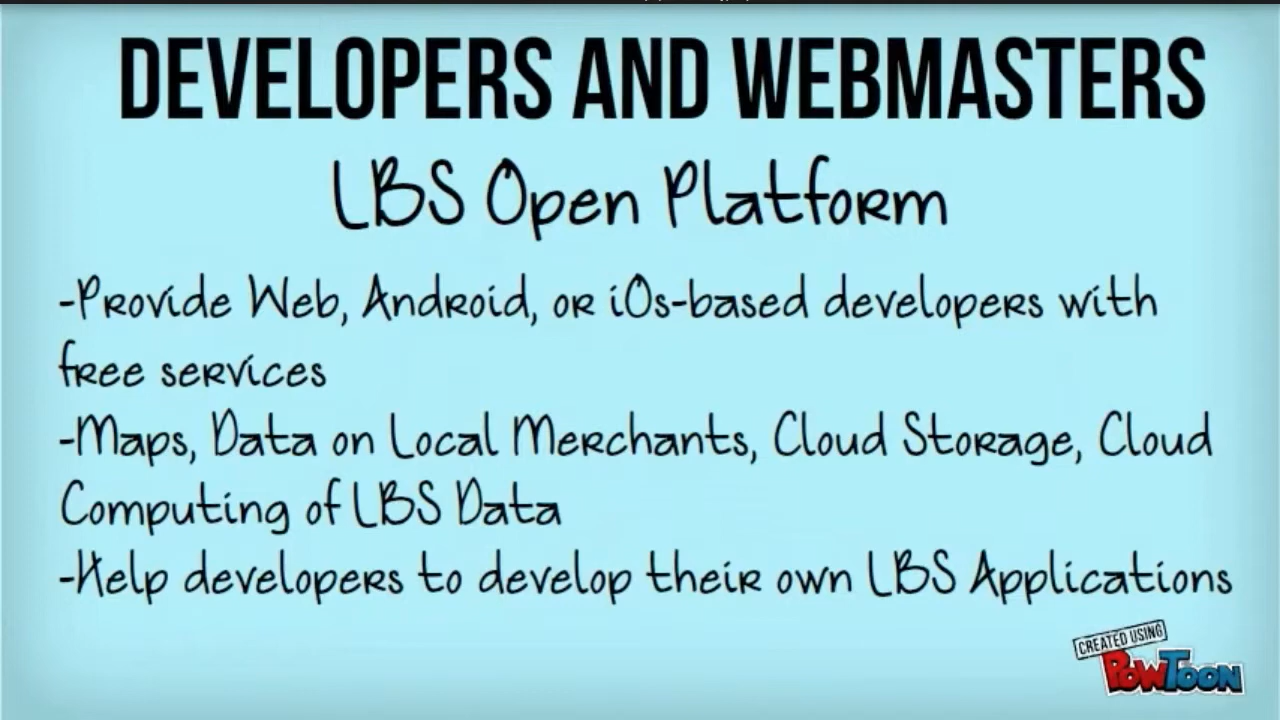 DEVELOPERS AND WEBMASTERS
LBS Open Platform
-Provide Web, Android, or iOs-based developers with
free services
-Maps, Data on Local Merchants, Cloud Storage, Cloud
Computing of LBS Data
-Help developers to develop their own LBS Applications
CREATED USING
POWTOON